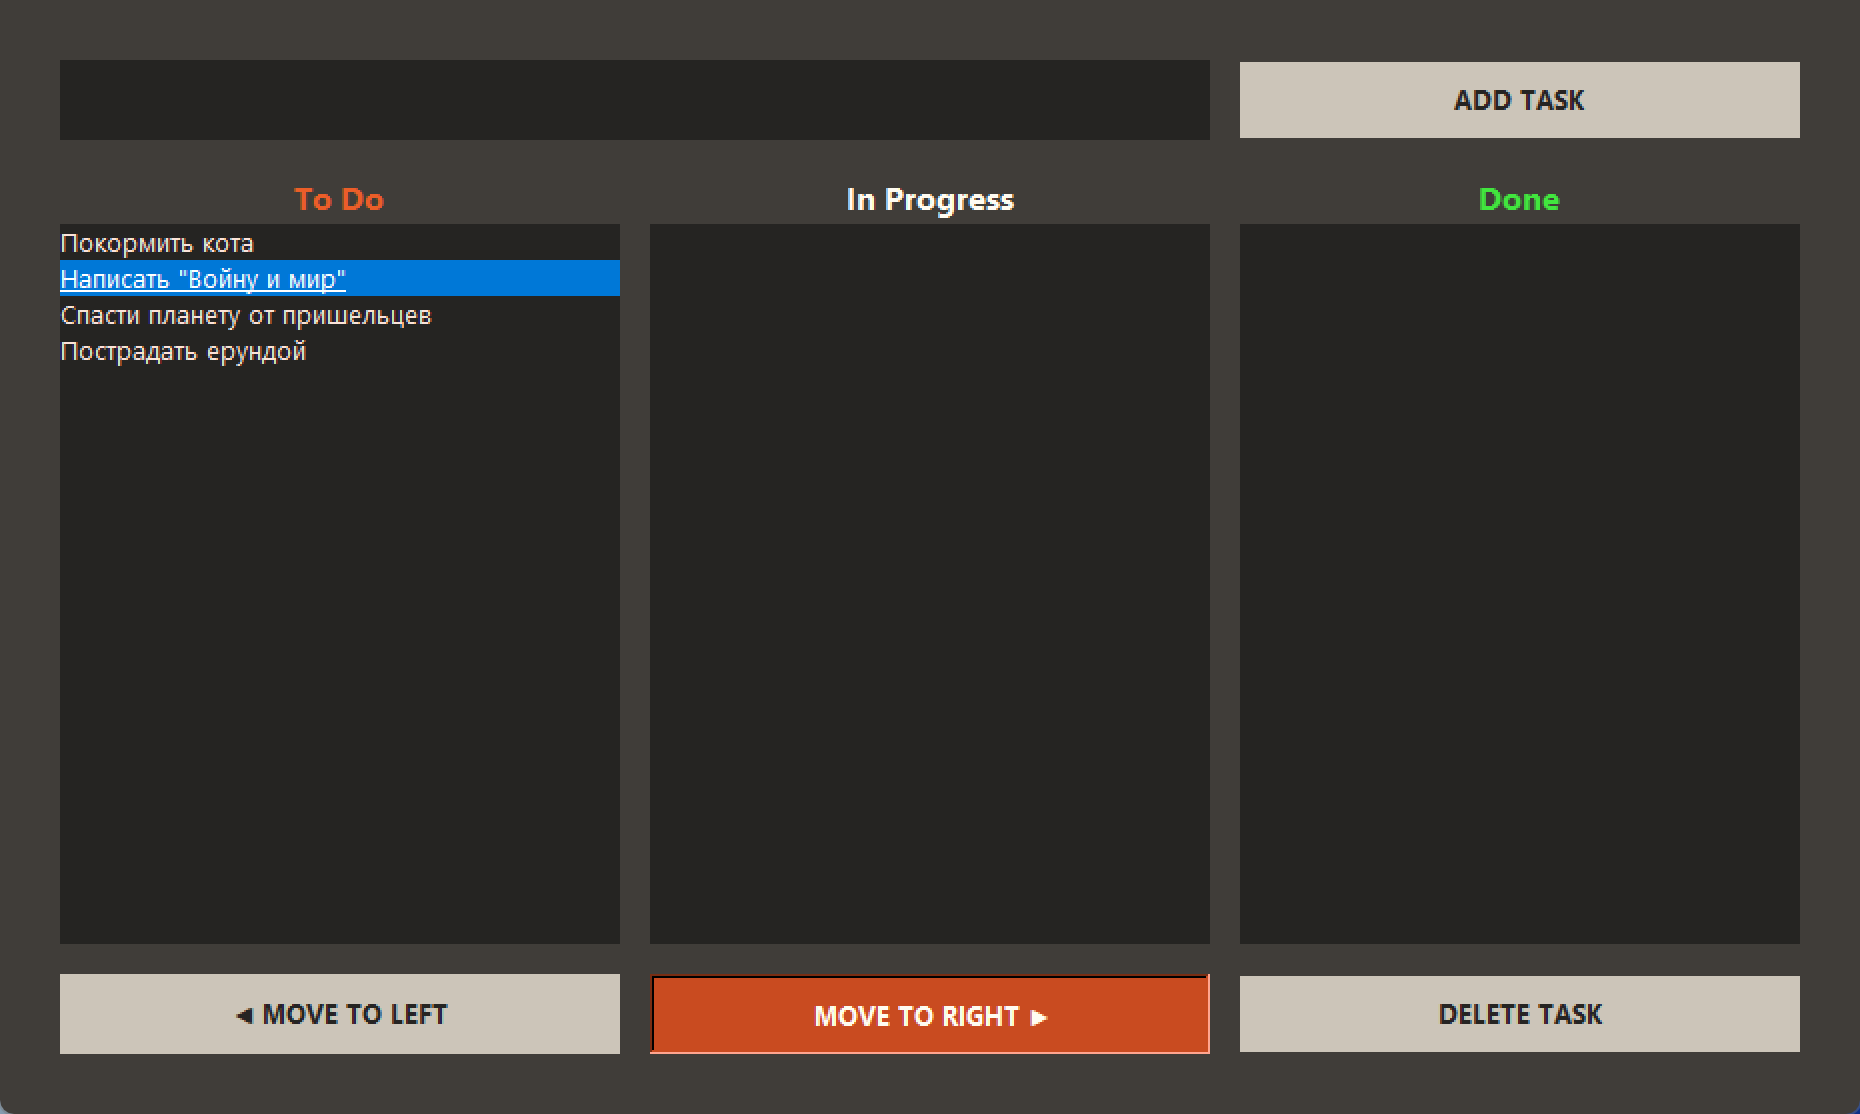 ADD TASK
To Do
In Progress
Done
Покормить кота
Написать "Войну и мир"
Спасти планету от пришельцев
Пострадать ерундой
◄ MOVE TO LEFT
MOVE TO RIGHT ►
DELETE TASK